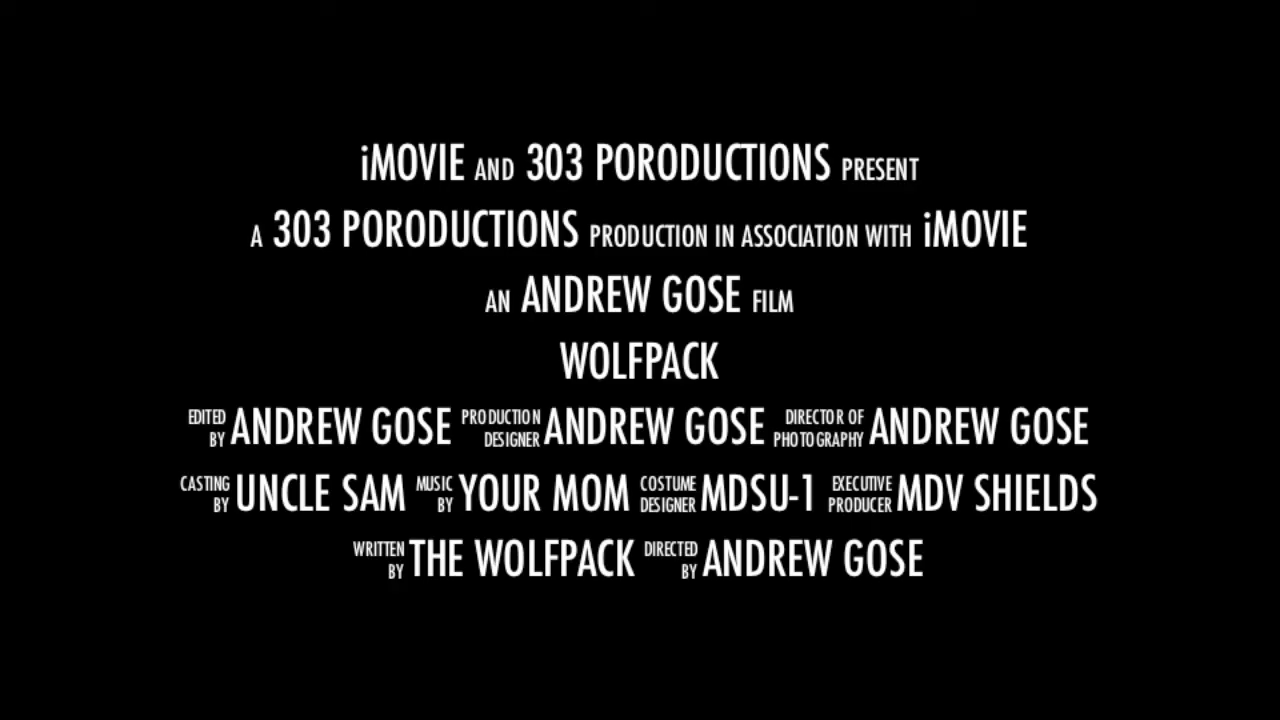 iMOVIE AND 303 PORODUCTIONS PRESENT
A 303 PORODUCTIONS PRODUCTION IN ASSOCIATION WITH iMOVIE
AN ANDREW GOSE FILM
WOLFPACK
EDITED BY ANDREW GOSE PRODUCTION DESIGNER ANDREW GOSE DIRECTOR OF PHOTOGRAPHY ANDREW GOSE
CASTING BY UNCLE SAM MUSIC BY YOUR MOM COSTUME DESIGNER MDSU-1 EXECUTIVE PRODUCER MDV SHIELDS
WRITTEN BY THE WOLFPACK DIRECTED BY ANDREW GOSE